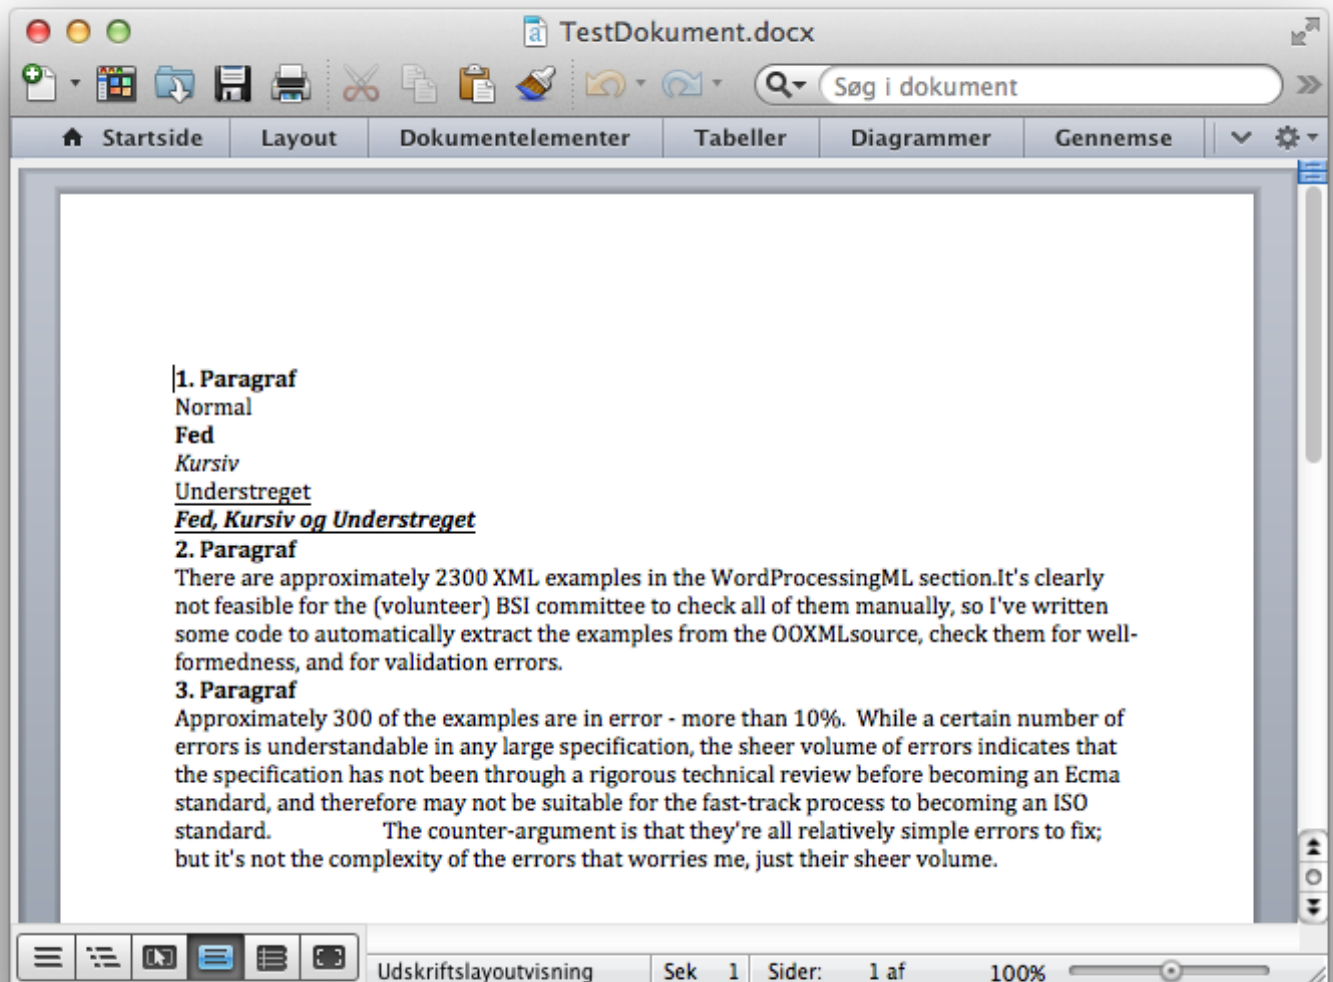 TestDokument.docx
Søg i dokument
Startside Layout Dokumentelementer Tabeller Diagrammer Gennemse
1. Paragraf
Normal
Fed
Kursiv
Understreget
Fed, Kursiv og Understreget
2. Paragraf
There are approximately 2300 XML examples in the WordProcessingML section.It's clearly
not feasible for the (volunteer) BSI committee to check all of them manually, so I've written
some code to automatically extract the examples from the OOXMLsource, check them for well-
formedness, and for validation errors.
3. Paragraf
Approximately 300 of the examples are in error - more than 10%.  While a certain number of
errors is understandable in any large specification, the sheer volume of errors indicates that
the specification has not been through a rigorous technical review before becoming an Ecma
standard, and therefore may not be suitable for the fast-track process to becoming an ISO
standard. The counter-argument is that they're all relatively simple errors to fix;
but it's not the complexity of the errors that worries me, just their sheer volume.
Udskriftslayoutvisning Sek 1 Sider: 1 af 100%